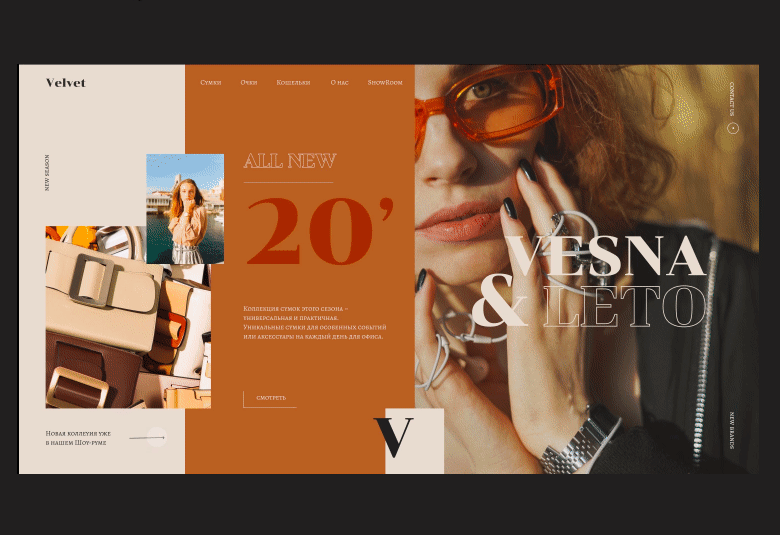 Velvet
Сумки Очки Кошельки О нас ShowRoom
CONTACT US
NEW SEASON
ALL NEW
20’
VESNA
& LETO
Коллекция сумок этого сезона –
универсальная и практичная.
Уникальные сумки для особенных событий
или аксессуары на каждый день для офиса.
смотреть
Новая коллеуия уже
в нашем Шоу-руме
V
NEW BRANDS